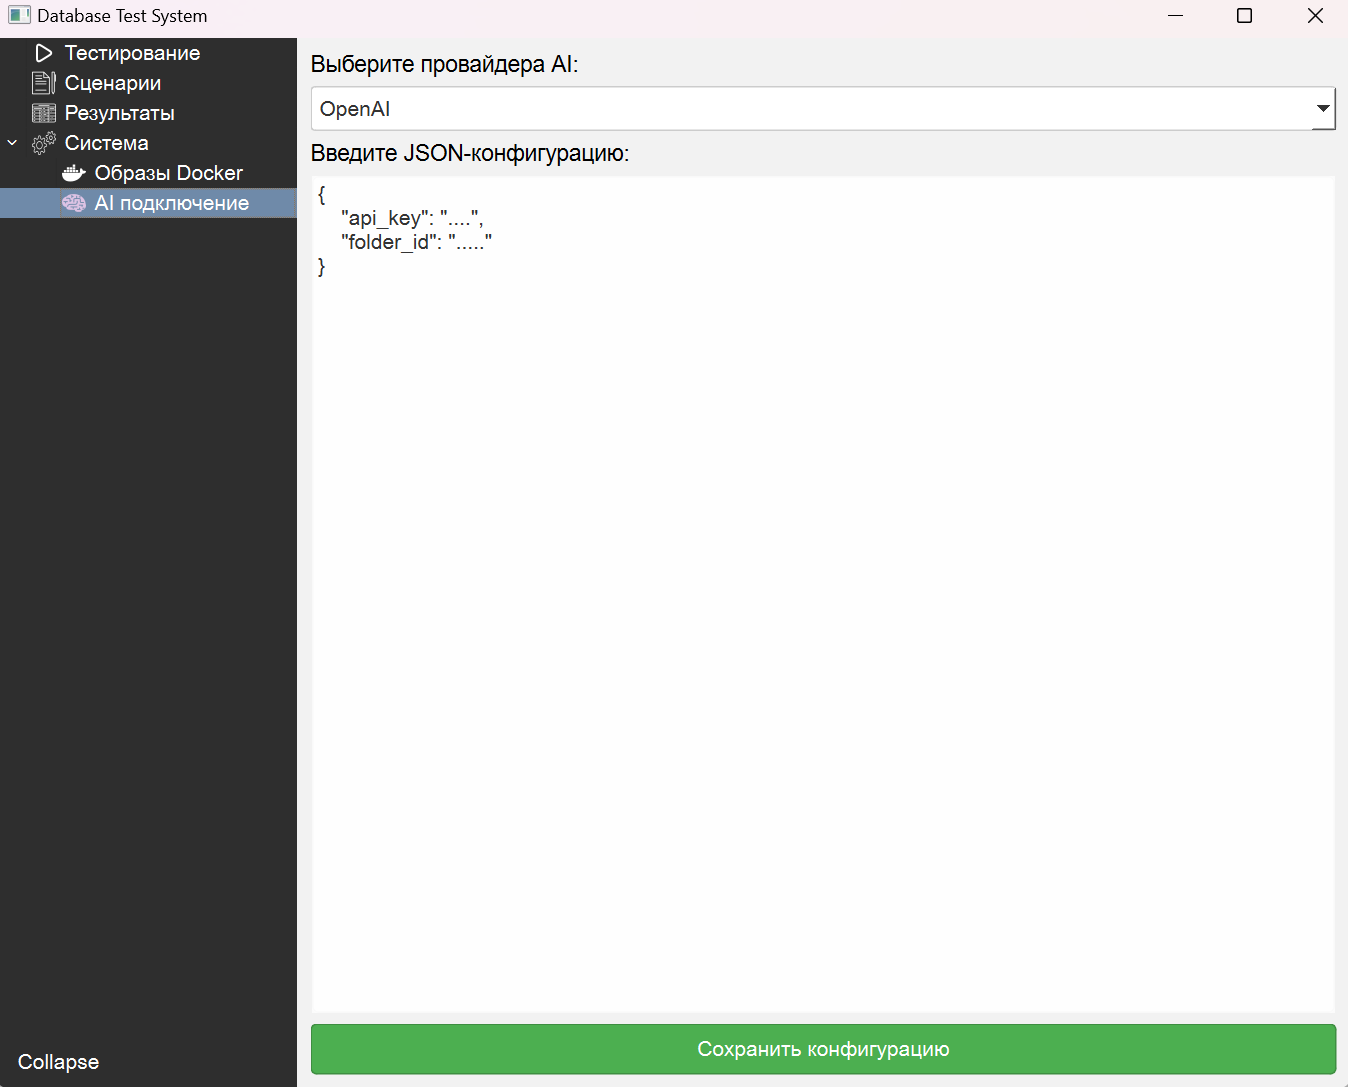 Database Test System
Тестирование
Сценарии
Результаты
Система
Образы Docker
AI подключение
Collapse
Выберите провайдера AI:
OpenAI
Введите JSON-конфигурацию:
{
"api_key": "....",
"folder_id": "....."
}
Сохранить конфигурацию